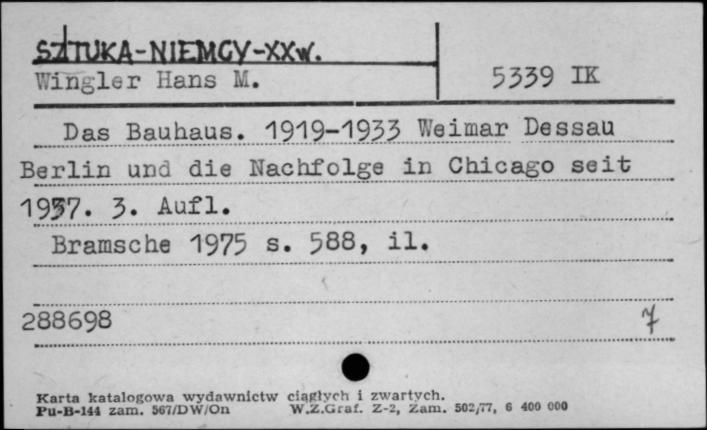 SZTUKA-NIEMCY-XXw.
Wingler Hans M.
5339 IK
Das Bauhaus. 1919-1933 Weimar Dessau
Berlin und die Nachfolge in Chicago seit
1937. 3. Aufl.
Bramsche 1975 s. 588, il.
288698
7
Karta katalogowa wydawnictw ciągłych i zwartych.
Pu-B-144 zam. 567/DW/On W.Z.Graf. Z-2, Zam. 502/77, 6 400 000